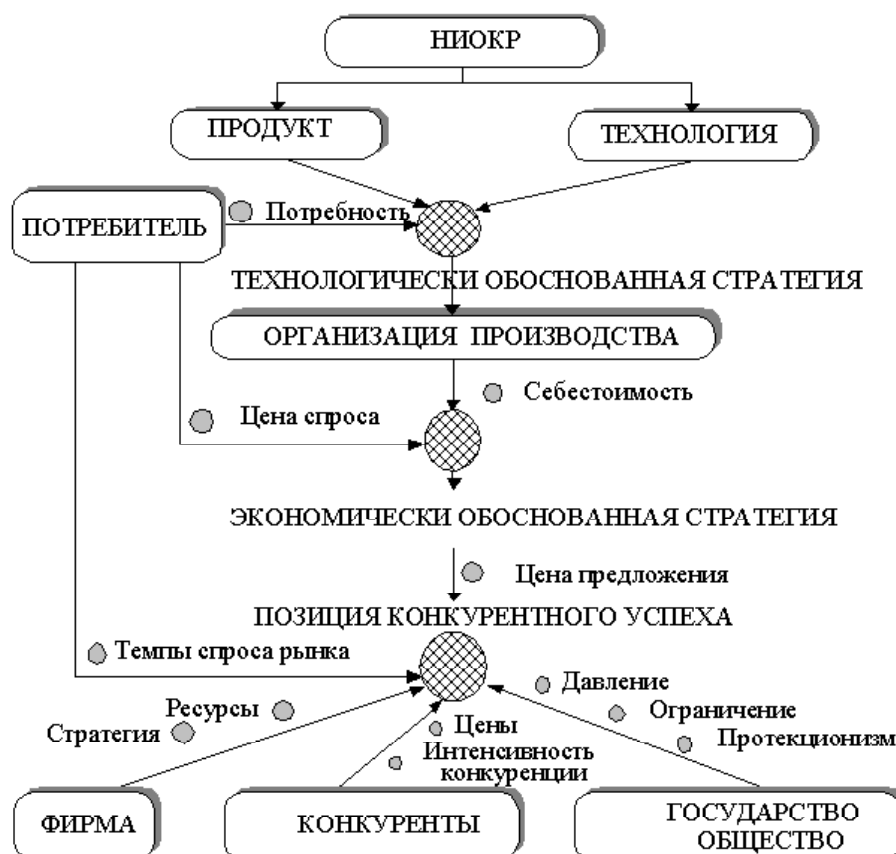 НИОКР
ПРОДУКТ
ТЕХНОЛОГИЯ
ПОТРЕБИТЕЛЬ
Потребность
ТЕХНОЛОГИЧЕСКИ ОБОСНОВАННАЯ СТРАТЕГИЯ
ОРГАНИЗАЦИЯ ПРОИЗВОДСТВА
Себестоимость
Цена спроса
ЭКОНОМИЧЕСКИ ОБОСНОВАННАЯ СТРАТЕГИЯ
Цена предложения
ПОЗИЦИЯ КОНКУРЕНТНОГО УСПЕХА
Темпы спроса рынка
Давление
Ресурсы
Ограничение
Стратегия
Цены
Протекционизм
Интенсивность
конкуренции
ФИРМА
КОНКУРЕНТЫ
ГОСУДАРСТВО
ОБЩЕСТВО